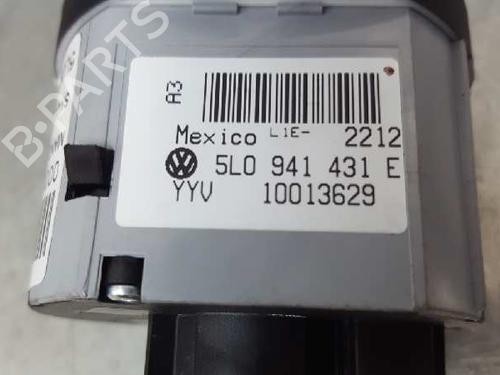 A3
Mexico L1E- 2212
5L0 941 431 E
YYV 10013629
B-PARTS